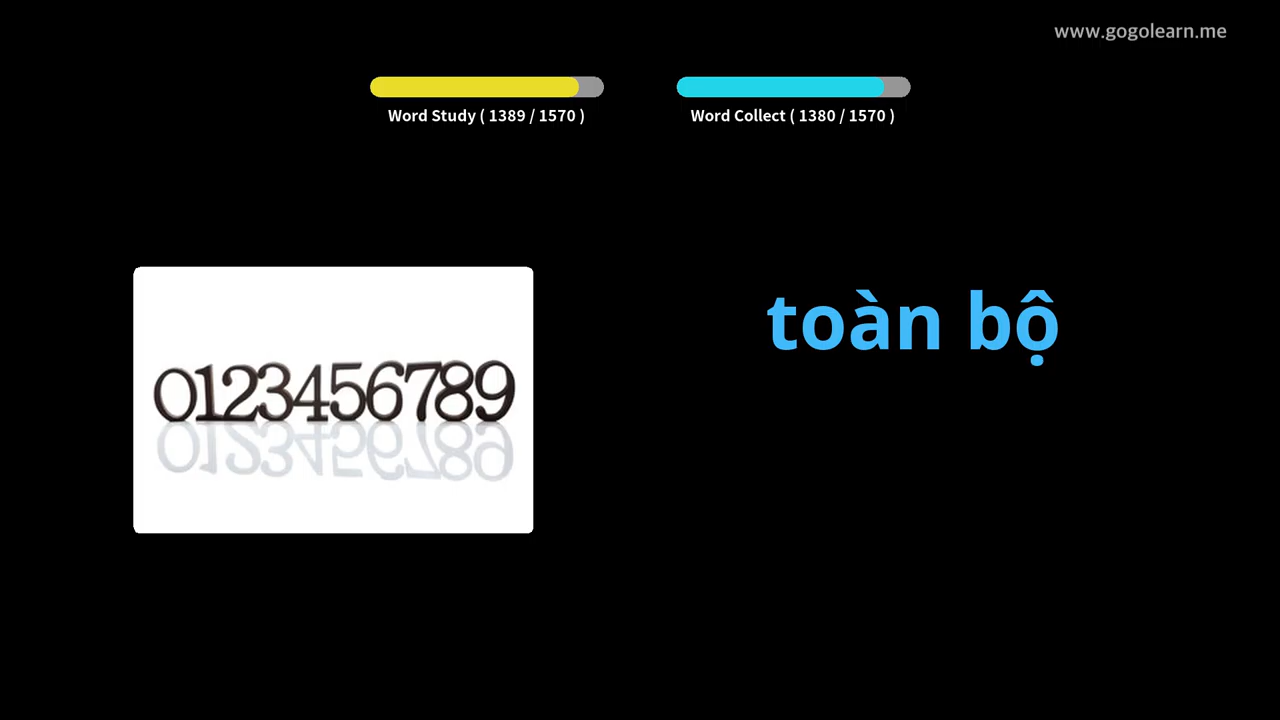 www.gogolearn.me
Word Study ( 1389 / 1570 )
Word Collect ( 1380 / 1570 )
toàn bộ
0123456789